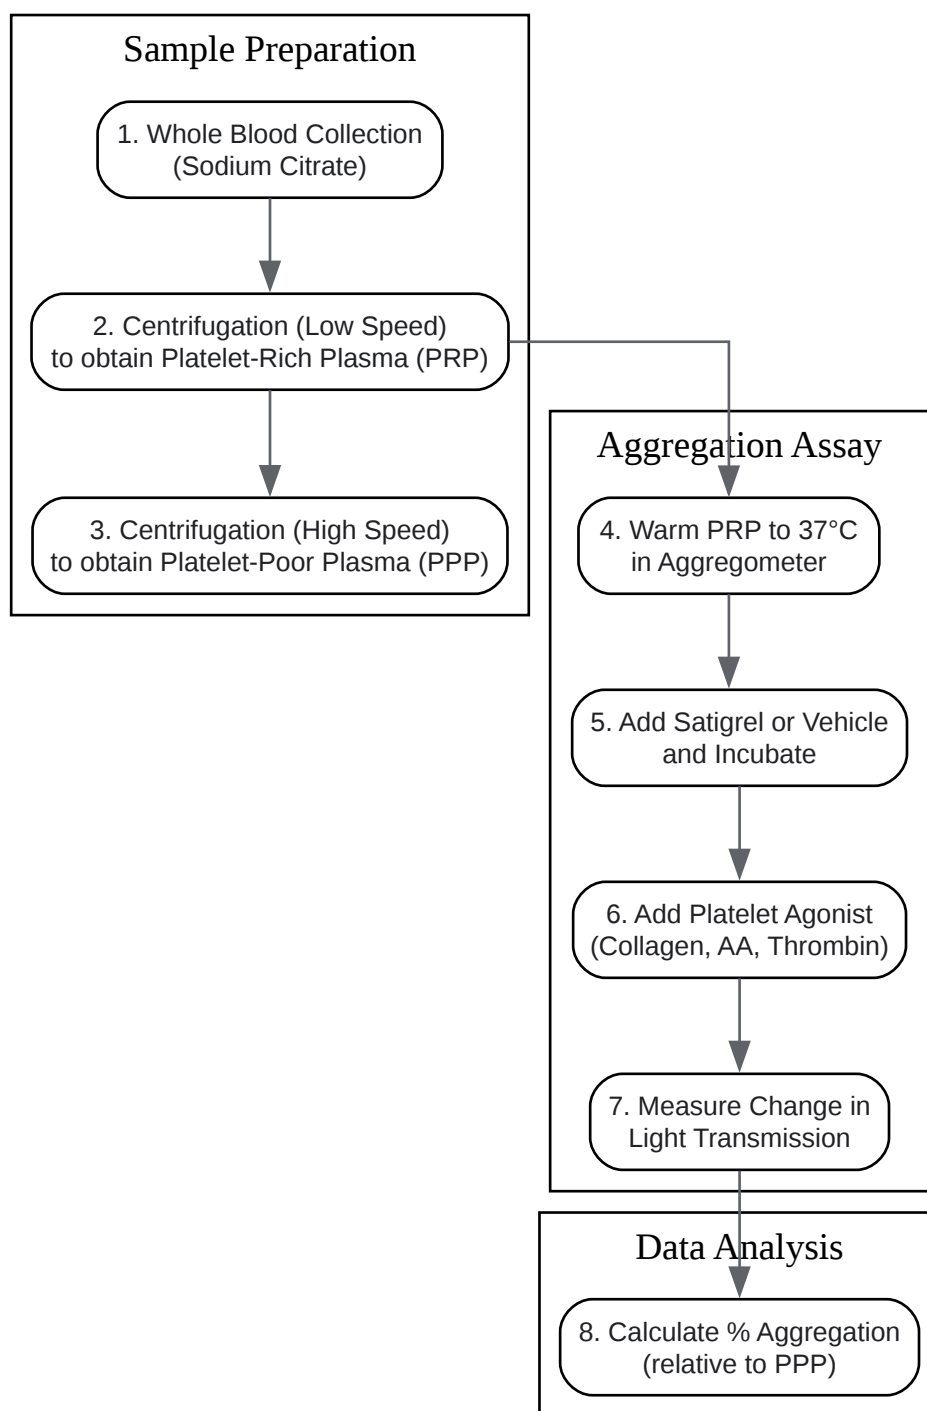 Sample Preparation
1. Whole Blood Collection
(Sodium Citrate)
2. Centrifugation (Low Speed)
to obtain Platelet-Rich Plasma (PRP)
3. Centrifugation (High Speed)
to obtain Platelet-Poor Plasma (PPP)
Aggregation Assay
4. Warm PRP to 37°C
in Aggregometer
5. Add Satigrel or Vehicle
and Incubate
6. Add Platelet Agonist
(Collagen, AA, Thrombin)
7. Measure Change in
Light Transmission
Data Analysis
8. Calculate % Aggregation
(relative to PPP)